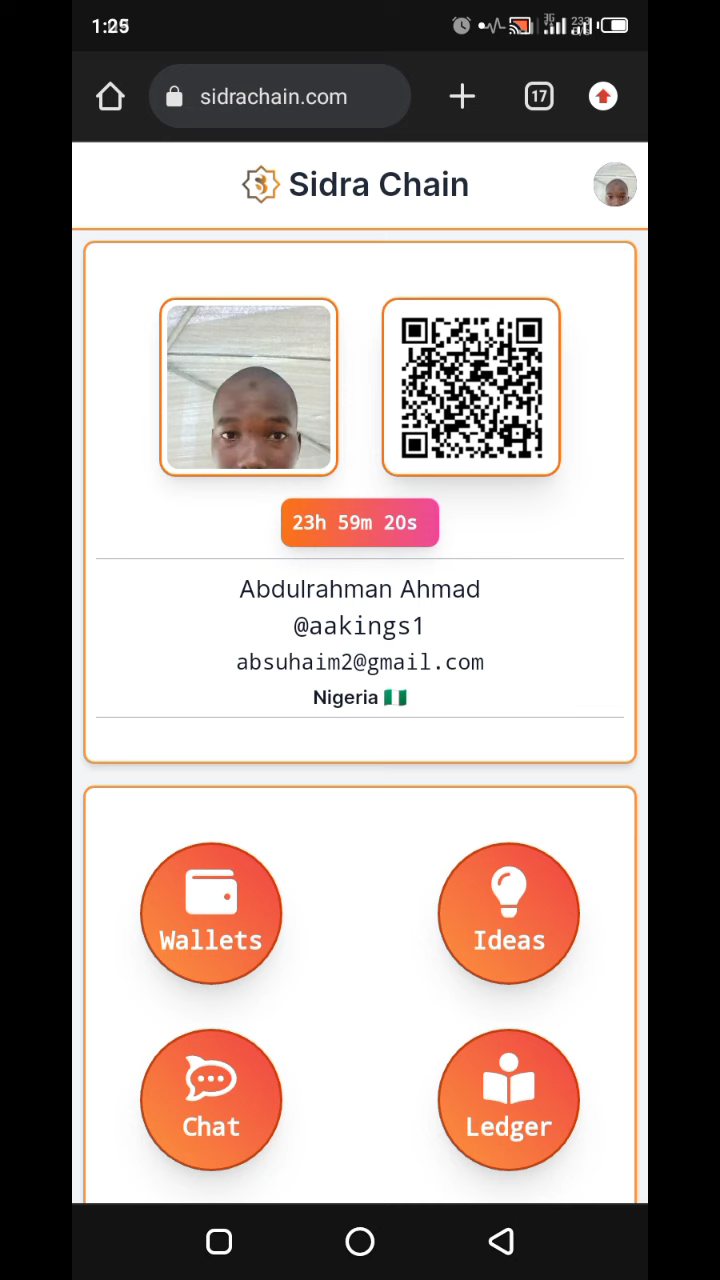 1:25
sidrachain.com
17
Sidra Chain
23h 59m 20s
Abdulrahman Ahmad
@aakings1
absuhaim2@gmail.com
Nigeria 🇳🇬
Wallets
Ideas
Chat
Ledger